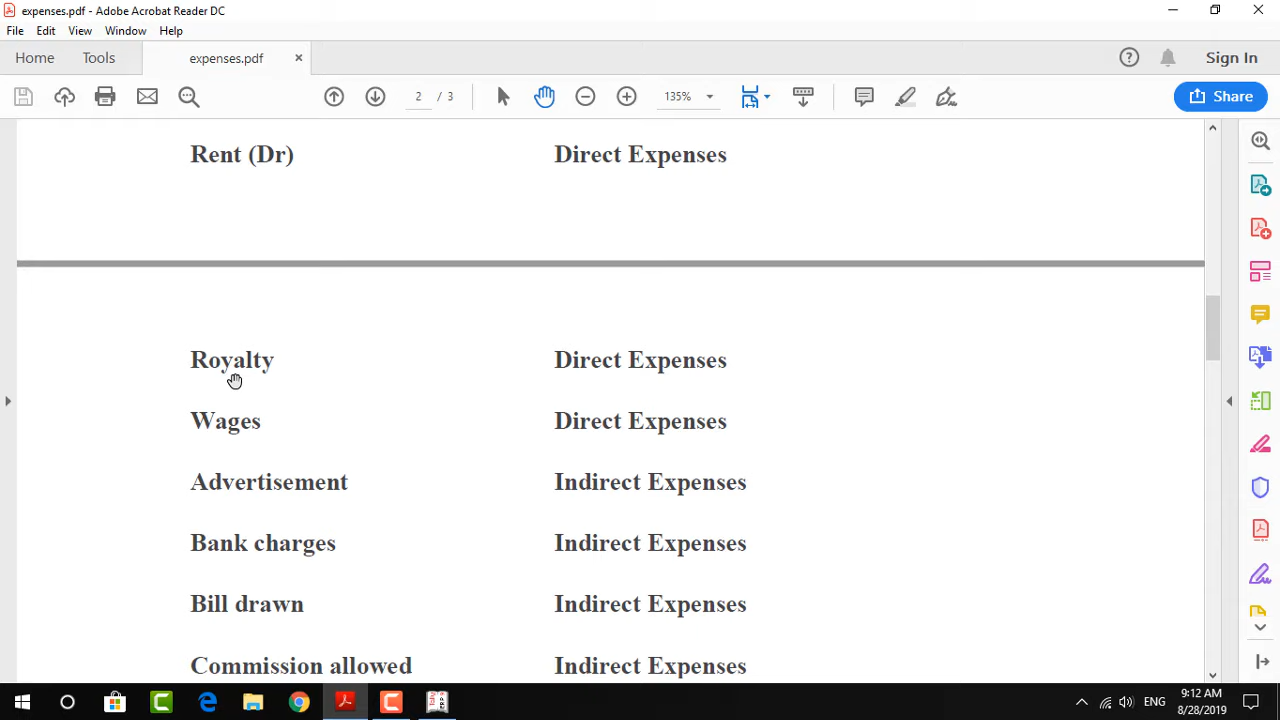 expenses.pdf - Adobe Acrobat Reader DC
File Edit View Window Help
Home Tools expenses.pdf × Sign In
2 / 3 135% Share
Rent (Dr) Direct Expenses
Royalty Direct Expenses
Wages Direct Expenses
Advertisement Indirect Expenses
Bank charges Indirect Expenses
Bill drawn Indirect Expenses
Commission allowed Indirect Expenses
ENG
9:12 AM
8/28/2019